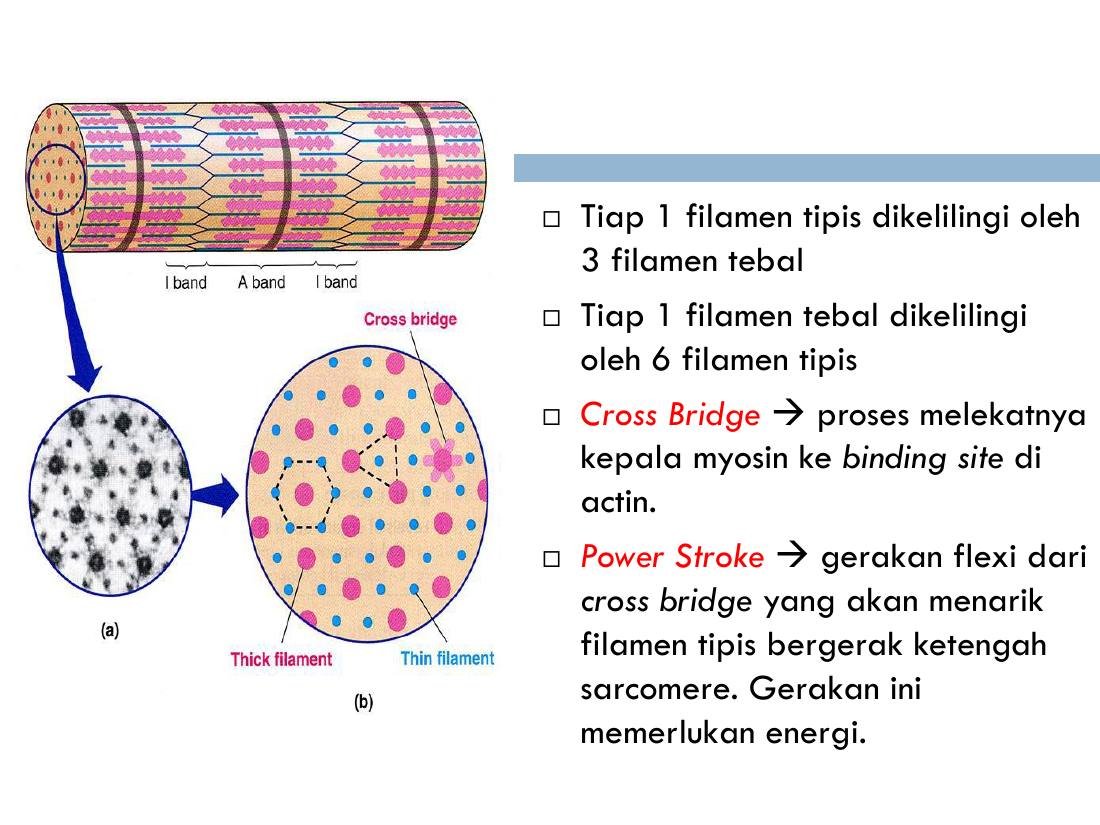 I band A band I band
Cross bridge
(a)
Thick filament Thin filament
(b)
□ Tiap 1 filamen tipis dikelilingi oleh
3 filamen tebal
□ Tiap 1 filamen tebal dikelilingi
oleh 6 filamen tipis
□ Cross Bridge → proses melekatnya
kepala myosin ke binding site di
actin.
□ Power Stroke → gerakan flexi dari
cross bridge yang akan menarik
filamen tipis bergerak ketengah
sarcomere. Gerakan ini
memerlukan energi.